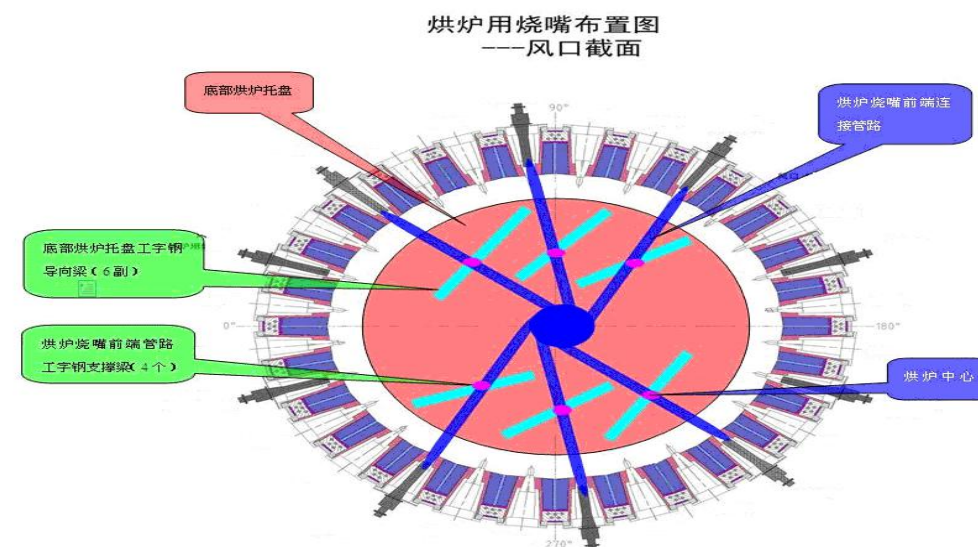 烘炉用烧嘴布置图
---风口截面
底部烘炉托盘
烘炉烧嘴前端连
接管路
90°
底部烘炉托盘工字钢
导向梁（6副）
0°
180°
烘炉烧嘴前端管路
工字钢支撑梁（4个）
烘炉中心
276°